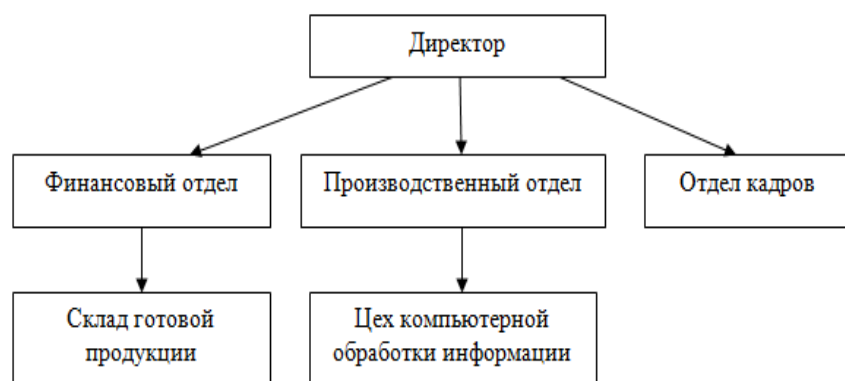 Директор
Финансовый отдел
Производственный отдел
Отдел кадров
Склад готовой
продукции
Цех компьютерной
обработки информации